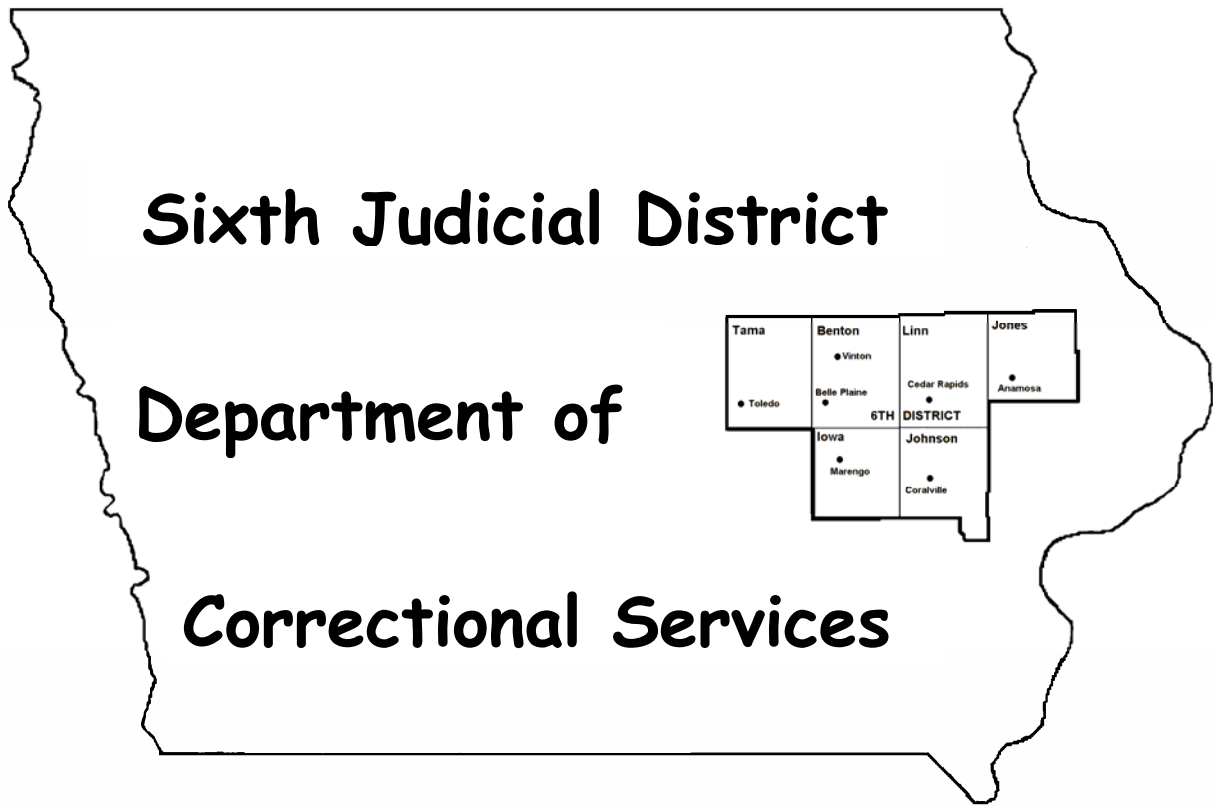 Sixth Judicial District
Department of
Correctional Services
Tama
Benton
Linn
Jones
Vinton
Cedar Rapids
Anamosa
Belle Plaine
Toledo
6TH DISTRICT
Iowa
Johnson
Marengo
Coralville